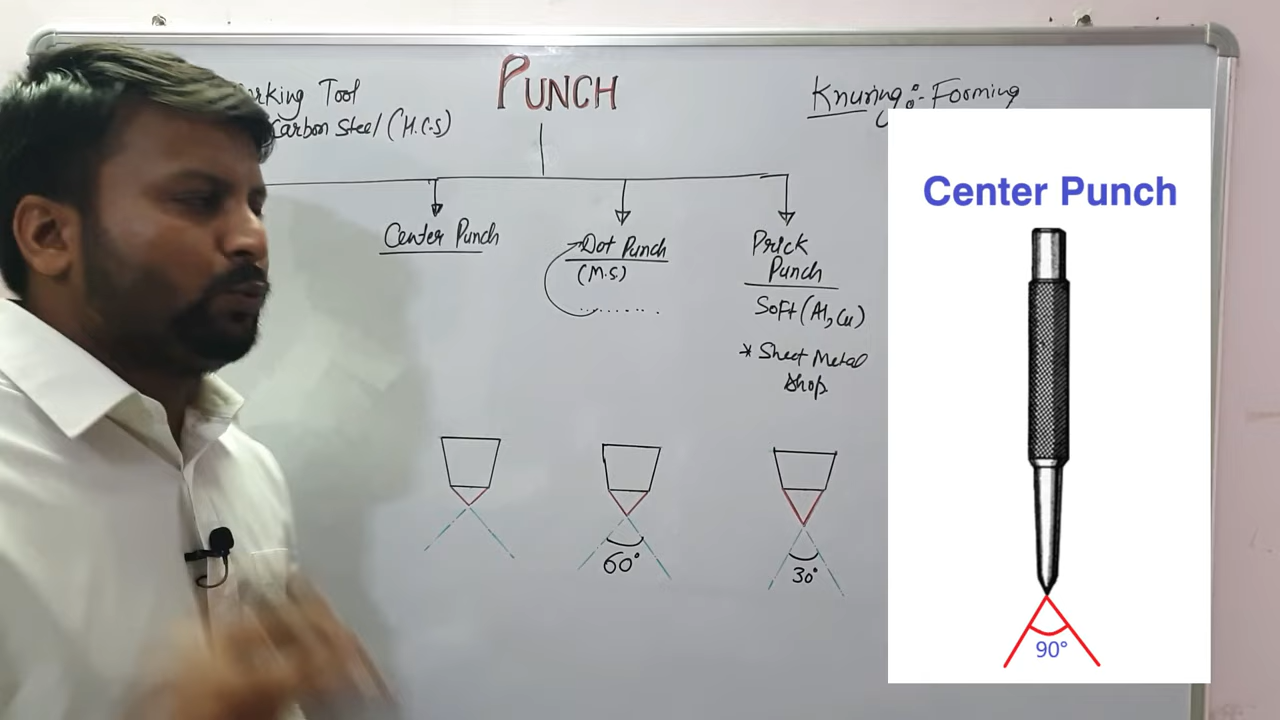 PUNCH
rking Tool
Carbon Steel (H.C.S)
Knuring :- Forming
Center Punch
Dot Punch
(M.S)
Prick
Punch
Soft (Al, Cu)
* Sheet Metal
Shop
60°
30°
Center Punch
90°